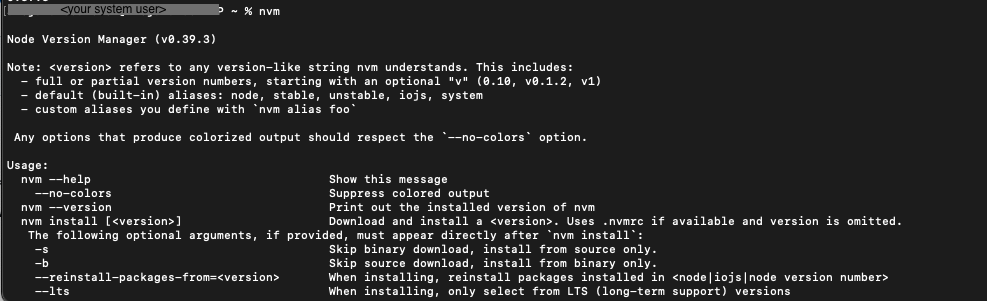 [ <your system user> P ~ % nvm
Node Version Manager (v0.39.3)
Note: <version> refers to any version-like string nvm understands. This includes:
- full or partial version numbers, starting with an optional "v" (0.10, v0.1.2, v1)
- default (built-in) aliases: node, stable, unstable, iojs, system
- custom aliases you define with `nvm alias foo`
Any options that produce colorized output should respect the `--no-colors` option.
Usage:
nvm --help Show this message
--no-colors Suppress colored output
nvm --version Print out the installed version of nvm
nvm install [<version>] Download and install a <version>. Uses .nvmrc if available and version is omitted.
The following optional arguments, if provided, must appear directly after `nvm install`:
-s Skip binary download, install from source only.
-b Skip source download, install from binary only.
--reinstall-packages-from=<version> When installing, reinstall packages installed in <node|iojs|node version number>
--lts When installing, only select from LTS (long-term support) versions